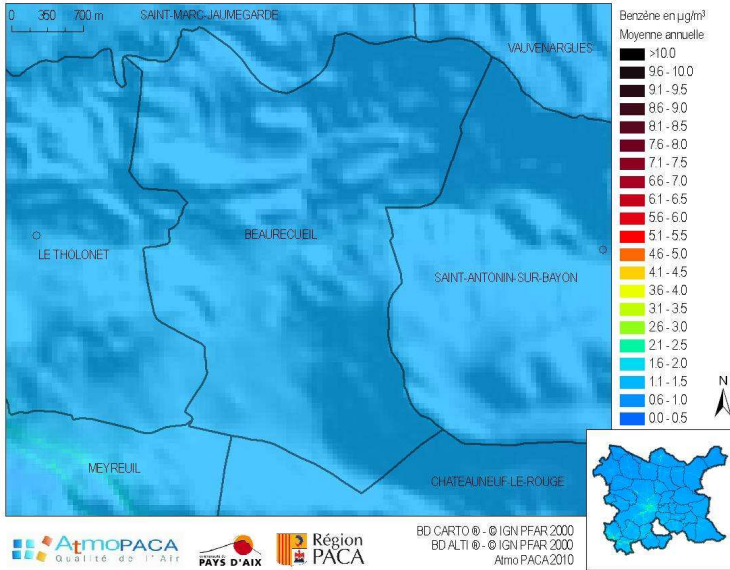 0 350 700 m
SAINT-MARC-JAUMEGARDE
VAUVENARGUES
BEAURECUEIL
LE THOLONET
SAINT-ANTONIN-SUR-BAYON
MEYREUIL
CHATEAUNEUF-LE-ROUGE
Benzène en µg/m³
Moyenne annuelle
>10.0
9.6 - 10.0
9.1 - 9.5
8.6 - 9.0
8.1 - 8.5
7.6 - 8.0
7.1 - 7.5
6.6 - 7.0
6.1 - 6.5
5.6 - 6.0
5.1 - 5.5
4.6 - 5.0
4.1 - 4.5
3.6 - 4.0
3.1 - 3.5
2.6 - 3.0
2.1 - 2.5
1.6 - 2.0
1.1 - 1.5
0.6 - 1.0
0.0 - 0.5
N
AtmoPACA
Qualité de l'Air
PAYS D'AIX
Région
PACA
BD CARTO ® - © IGN PFAR 2000
BD ALTI ® - © IGN PFAR 2000
Atmo PACA 2010